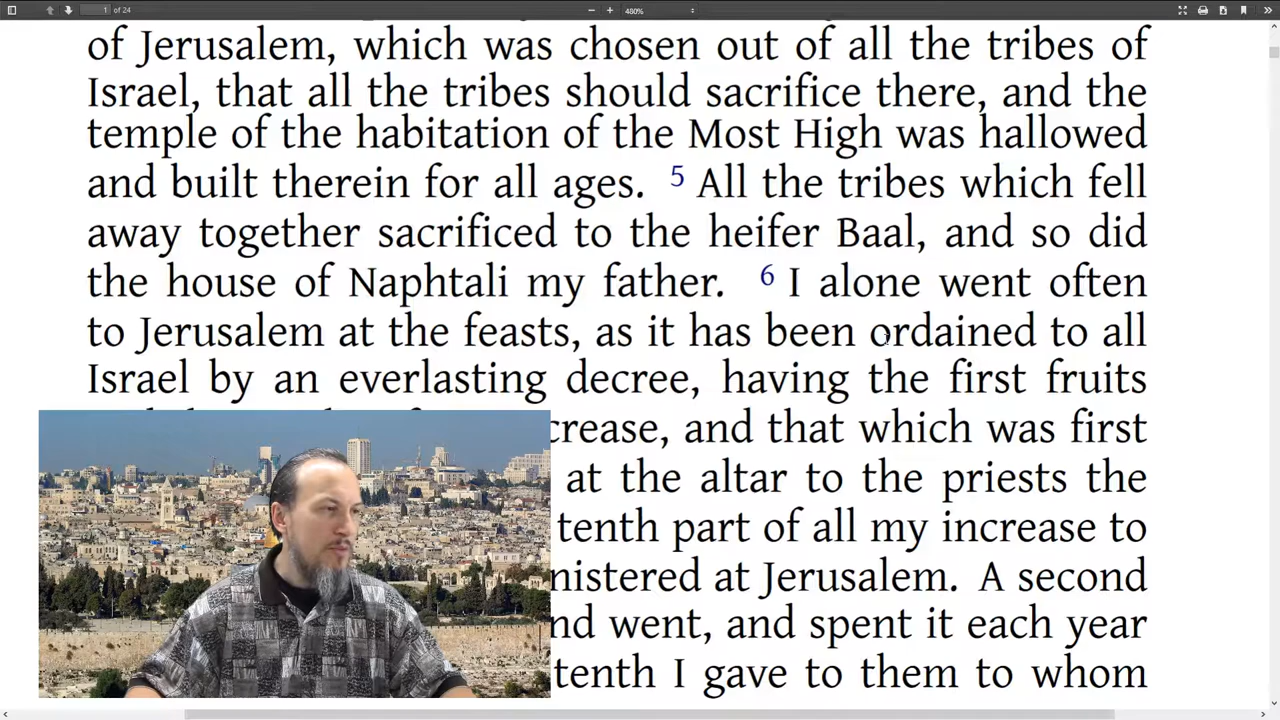 1 of 24
480%
of Jerusalem, which was chosen out of all the tribes of
Israel, that all the tribes should sacrifice there, and the
temple of the habitation of the Most High was hallowed
and built therein for all ages. 5 All the tribes which fell
away together sacrificed to the heifer Baal, and so did
the house of Naphtali my father. 6 I alone went often
to Jerusalem at the feasts, as it has been ordained to all
Israel by an everlasting decree, having the first fruits
crease, and that which was first
at the altar to the priests the
tenth part of all my increase to
nistered at Jerusalem. A second
nd went, and spent it each year
tenth I gave to them to whom